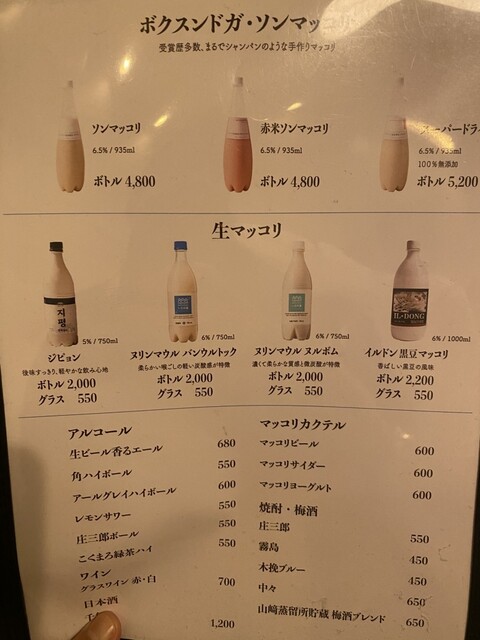 ボクスンドガ・ソンマッコリ
受賞歴多数、まるでシャンパンのような手作りマッコリ
ソンマッコリ
6.5% / 935ml
ボトル 4,800
赤米ソンマッコリ
6.5% / 935ml
ボトル 4,800
スーパードラ
6.5% / 935ml
100%無添加
ボトル 5,200
生マッコリ
지평
IL·DONG
5% / 750ml
6% / 750ml
6% / 750ml
6% / 1000ml
ジピョン
後味すっきり、軽やかな飲み心地
ボトル 2,000
グラス 550
ヌリンマウル バンウルトック
柔らかい喉ごしの軽い炭酸感が特徴
ボトル 2,000
グラス 550
ヌリンマウル ヌルボム
濃くて柔らかな質感と微炭酸が特徴
ボトル 2,000
グラス 550
イルドン 黒豆マッコリ
香ばしい黒豆の風味
ボトル 2,200
グラス 550
アルコール
生ビール香るエール 680
角ハイボール 550
アールグレイハイボール 600
レモンサワー 550
庄三郎ボール 550
こくまろ緑茶ハイ 550
ワイン
グラスワイン 赤・白 700
日本酒
1,200
マッコリカクテル
マッコリビール 600
マッコリサイダー 600
マッコリヨーグルト 600
焼酎・梅酒
庄三郎 550
霧島 450
木挽ブルー 450
中々 650
山﨑蒸留所貯蔵 梅酒ブレンド 650